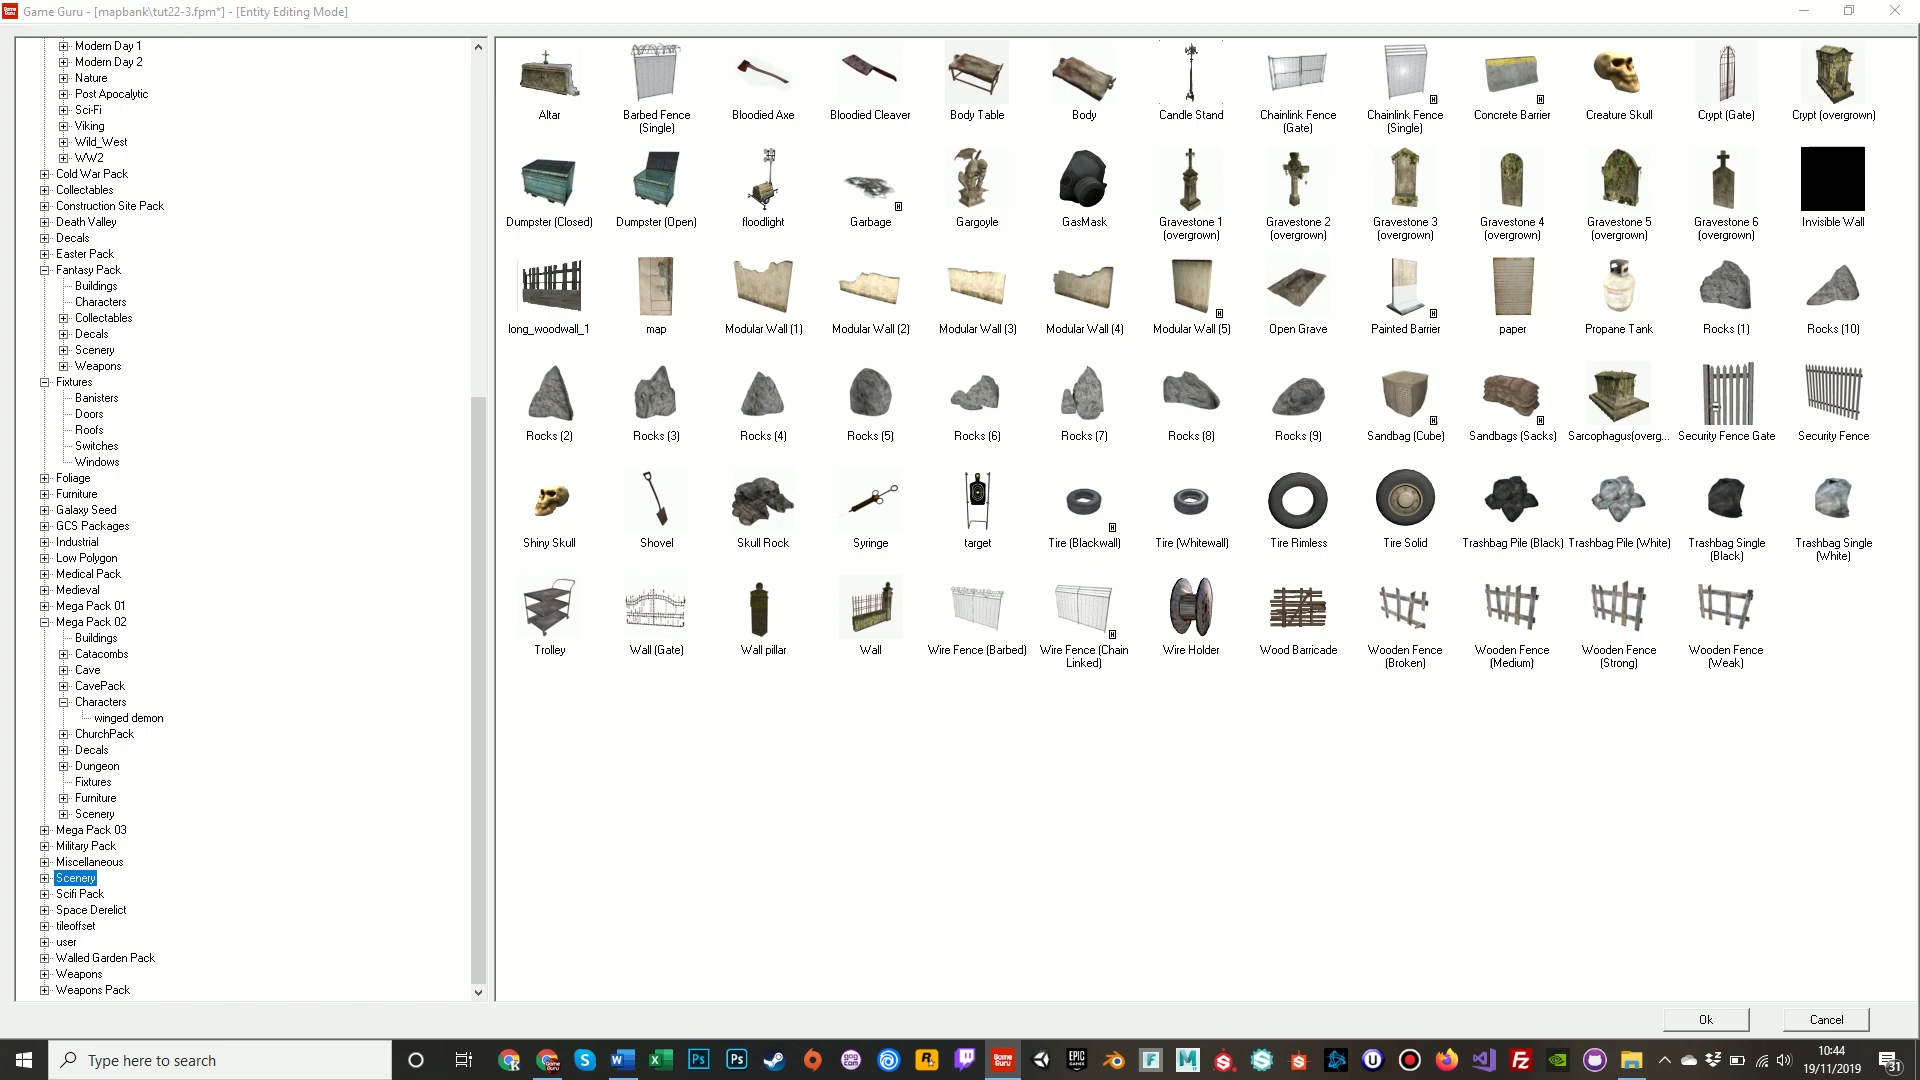 Game Guru - [mapbank\tut22-3.fpm*] - [Entity Editing Mode]
Modern Day 1
Modern Day 2
Nature
Post Apocalytic
Sci-Fi
Viking
Wild_West
WW2
Cold War Pack
Collectables
Construction Site Pack
Death Valley
Decals
Easter Pack
Fantasy Pack
Buildings
Characters
Collectables
Decals
Scenery
Weapons
Fixtures
Banisters
Doors
Roofs
Switches
Windows
Foliage
Furniture
Galaxy Seed
GCS Packages
Industrial
Low Polygon
Medical Pack
Medieval
Mega Pack 01
Mega Pack 02
Buildings
Catacombs
Cave
CavePack
Characters
winged demon
ChurchPack
Decals
Dungeon
Fixtures
Furniture
Scenery
Mega Pack 03
Military Pack
Miscellaneous
Scenery
Scifi Pack
Space Derelict
tileoffset
user
Walled Garden Pack
Weapons
Weapons Pack
Altar
Barbed Fence
(Single)
Bloodied Axe
Bloodied Cleaver
Body Table
Body
Candle Stand
Chainlink Fence
(Gate)
Chainlink Fence
(Single)
Concrete Barrier
Creature Skull
Crypt (Gate)
Crypt (overgrown)
Dumpster (Closed)
Dumpster (Open)
floodlight
Garbage
Gargoyle
GasMask
Gravestone 1
(overgrown)
Gravestone 2
(overgrown)
Gravestone 3
(overgrown)
Gravestone 4
(overgrown)
Gravestone 5
(overgrown)
Gravestone 6
(overgrown)
Invisible Wall
long_woodwall_1
map
Modular Wall (1)
Modular Wall (2)
Modular Wall (3)
Modular Wall (4)
Modular Wall (5)
Open Grave
Painted Barrier
paper
Propane Tank
Rocks (1)
Rocks (10)
Rocks (2)
Rocks (3)
Rocks (4)
Rocks (5)
Rocks (6)
Rocks (7)
Rocks (8)
Rocks (9)
Sandbag (Cube)
Sandbags (Sacks)
Sarcophagus(overg...
Security Fence Gate
Security Fence
Shiny Skull
Shovel
Skull Rock
Syringe
target
Tire (Blackwall)
Tire (Whitewall)
Tire Rimless
Tire Solid
Trashbag Pile (Black)
Trashbag Pile (White)
Trashbag Single
(Black)
Trashbag Single
(White)
Trolley
Wall (Gate)
Wall pillar
Wall
Wire Fence (Barbed)
Wire Fence (Chain
Linked)
Wire Holder
Wood Barricade
Wooden Fence
(Broken)
Wooden Fence
(Medium)
Wooden Fence
(Strong)
Wooden Fence
(Weak)
Ok
Cancel
Type here to search
10:44
19/11/2019
31